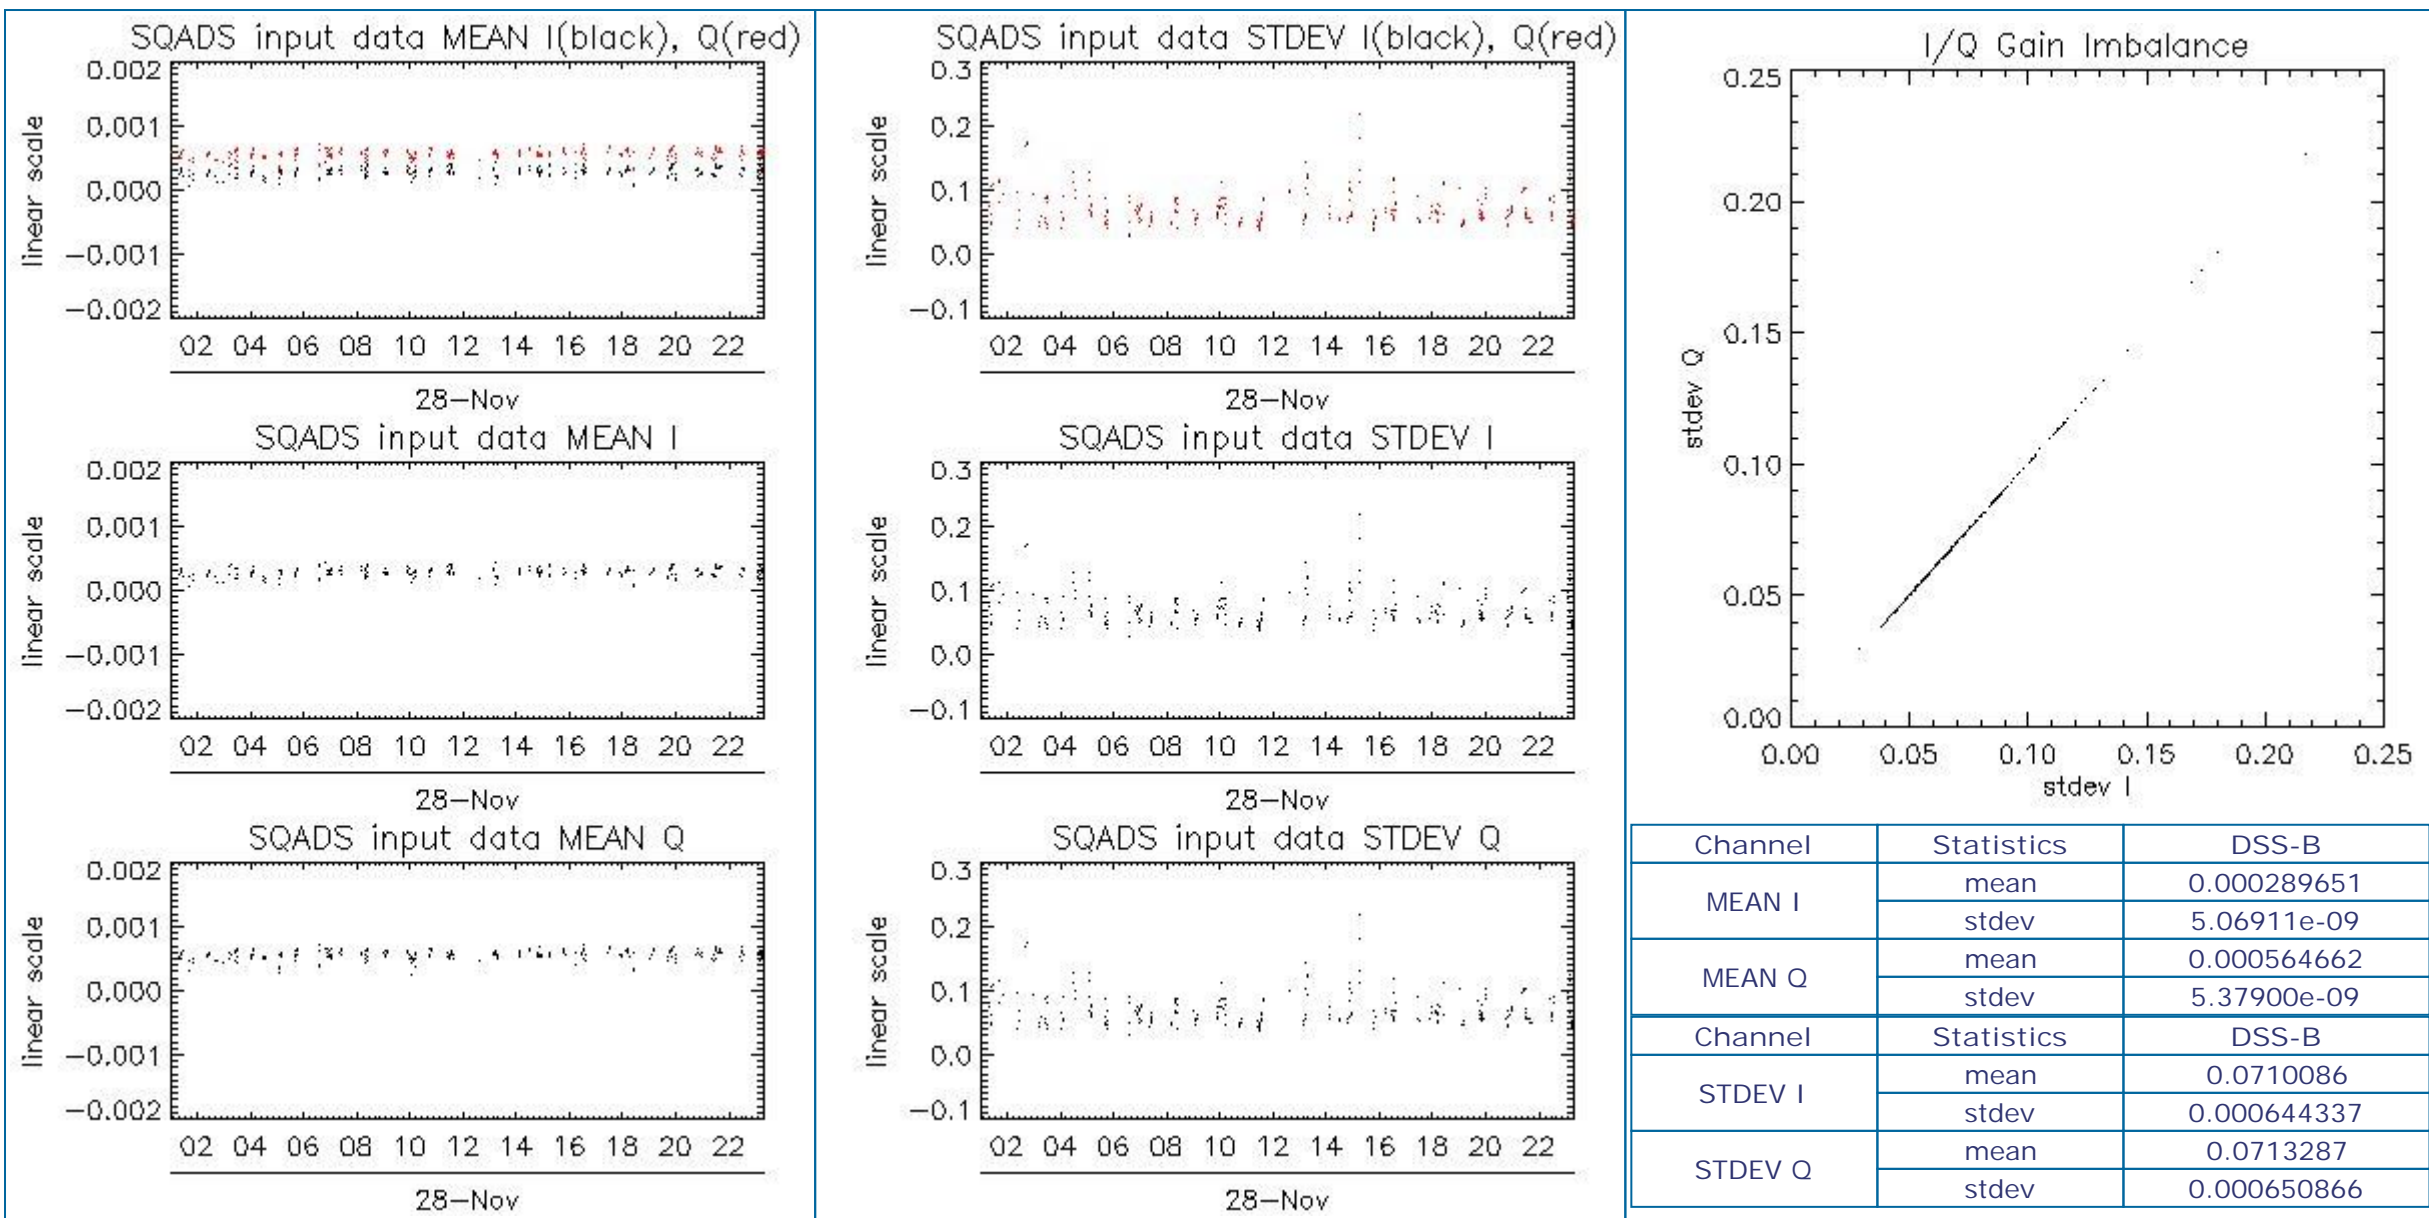 SQADS input data MEAN I(black), Q(red)
0.002
0.001
0.000
-0.001
-0.002
linear scale
02 04 06 08 10 12 14 16 18 20 22
28-Nov
SQADS input data MEAN I
0.002
0.001
0.000
-0.001
-0.002
linear scale
02 04 06 08 10 12 14 16 18 20 22
28-Nov
SQADS input data MEAN Q
0.002
0.001
0.000
-0.001
-0.002
linear scale
02 04 06 08 10 12 14 16 18 20 22
28-Nov
SQADS input data STDEV I(black), Q(red)
0.3
0.2
0.1
0.0
-0.1
linear scale
02 04 06 08 10 12 14 16 18 20 22
28-Nov
SQADS input data STDEV I
0.3
0.2
0.1
0.0
-0.1
linear scale
02 04 06 08 10 12 14 16 18 20 22
28-Nov
SQADS input data STDEV Q
0.3
0.2
0.1
0.0
-0.1
linear scale
02 04 06 08 10 12 14 16 18 20 22
28-Nov
I/Q Gain Imbalance
0.25
0.20
0.15
0.10
0.05
0.00
stdev Q
0.00 0.05 0.10 0.15 0.20 0.25
stdev I
Channel Statistics DSS-B
MEAN I mean 0.000289651
stdev 5.06911e-09
MEAN Q mean 0.000564662
stdev 5.37900e-09
Channel Statistics DSS-B
STDEV I mean 0.0710086
stdev 0.000644337
STDEV Q mean 0.0713287
stdev 0.000650866